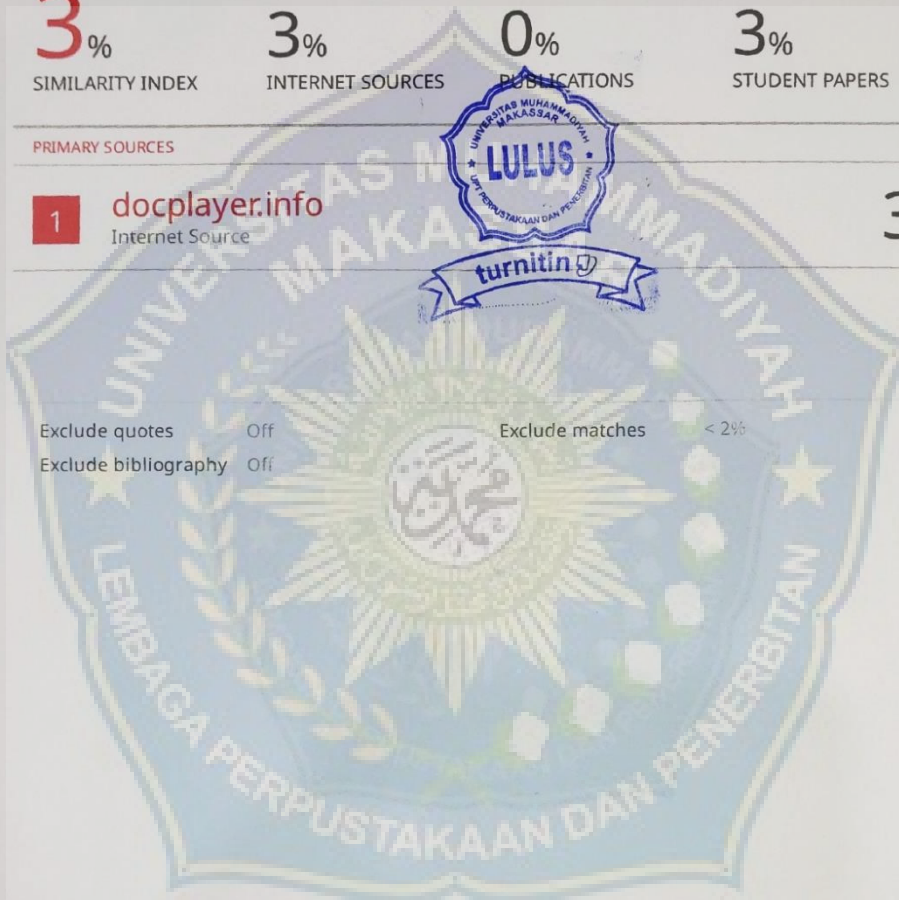 3% 3% 0% 3%
SIMILARITY INDEX INTERNET SOURCES PUBLICATIONS STUDENT PAPERS
UNIVERSITAS MUHAMMADIYAH
MAKASSAR
LULUS
UPT PERPUSTAKAAN DAN PENERBITAN
turnitin
PRIMARY SOURCES
1 docplayer.info 3
Internet Source
Exclude quotes Off Exclude matches < 2%
Exclude bibliography Off
UNIVERSITAS MUHAMMADIYAH
MAKASSAR
محمدية
LEMBAGA PERPUSTAKAAN DAN PENERBITAN